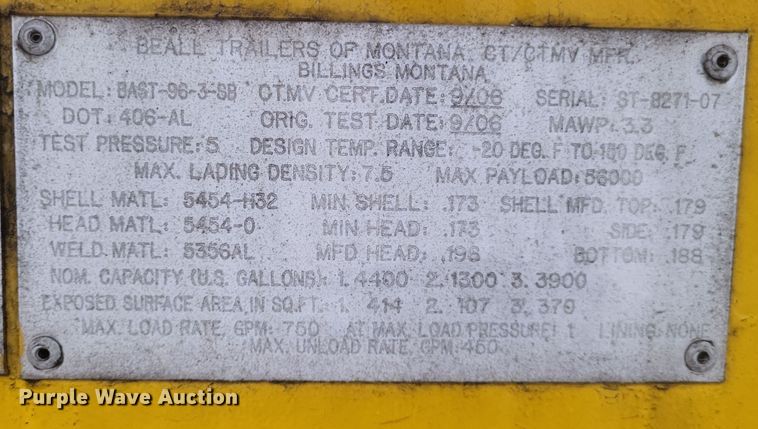 BEALL TRAILERS OF MONTANA, CT/CTMV MFR.
BILLINGS MONTANA
MODEL: BAST-96-3-SB CTMV CERT.DATE: 9/06 SERIAL: ST-8271-07
DOT: 406-AL ORIG. TEST DATE: 9/06 MAWP: 3.3
TEST PRESSURE: 5 DESIGN TEMP. RANGE: -20 DEG. F TO 150 DEG. F.
MAX. LADING DENSITY: 7.5 MAX PAYLOAD: 56000
SHELL MATL: 5454-H32 MIN SHELL: .173 SHELL MFD. TOP: .179
HEAD MATL: 5454-0 MIN HEAD: .173 SIDE: .179
WELD. MATL: 5356AL MFD HEAD: .198 BOTTOM: .188
NOM. CAPACITY (U.S. GALLONS): 1. 4400 2. 1300 3. 3900
EXPOSED SURFACE AREA IN SQ.FT.: 1. 414 2. 107 3. 379
MAX. LOAD RATE, GPM: 750 AT MAX. LOAD PRESSURE: 1 LINING: NONE
MAX. UNLOAD RATE, GPM: 450
Purple Wave Auction